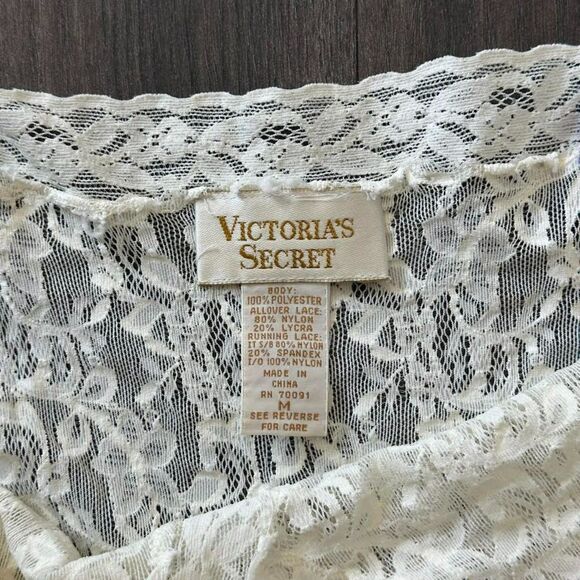 VICTORIA'S
SECRET
BODY:
100% POLYESTER
ALLOVER LACE:
80% NYLON
20% LYCRA
RUNNING LACE:
IT S/B 80% NYLON
20% SPANDEX
I/O 100% NYLON
MADE IN
CHINA
RN 70091
M
SEE REVERSE
FOR CARE